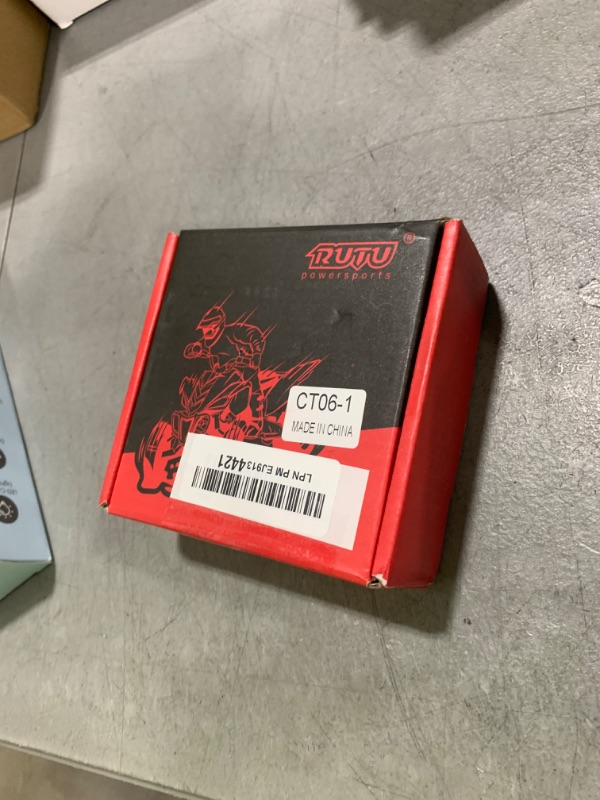 RUTU®
powersports
CT06-1
MADE IN CHINA
LPN PM EJ9134421